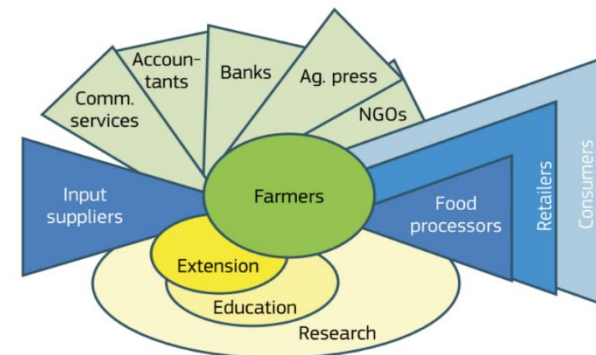 Accoun-
tants
Banks
Ag. press
Comm.
services
NGOs
Input
suppliers
Farmers
Food
processors
Retailers
Consumers
Extension
Education
Research